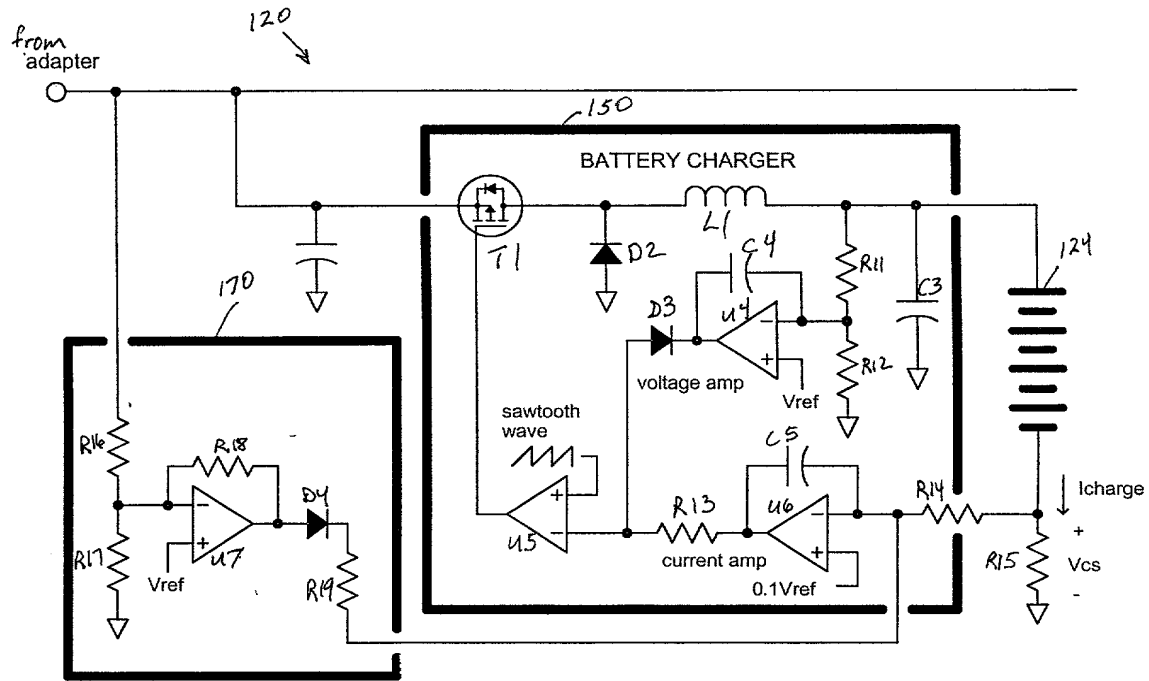 120
from
adapter
150
BATTERY CHARGER
T1
D2
L1
C4
R11
C3
124
170
D3
U4
R12
voltage amp
Vref
sawtooth
wave
C5
R16
R18
D4
R13
U6
R14
Icharge
U5
current amp
R17
U7
Vref
R19
0.1Vref
R15
+
Vcs
-